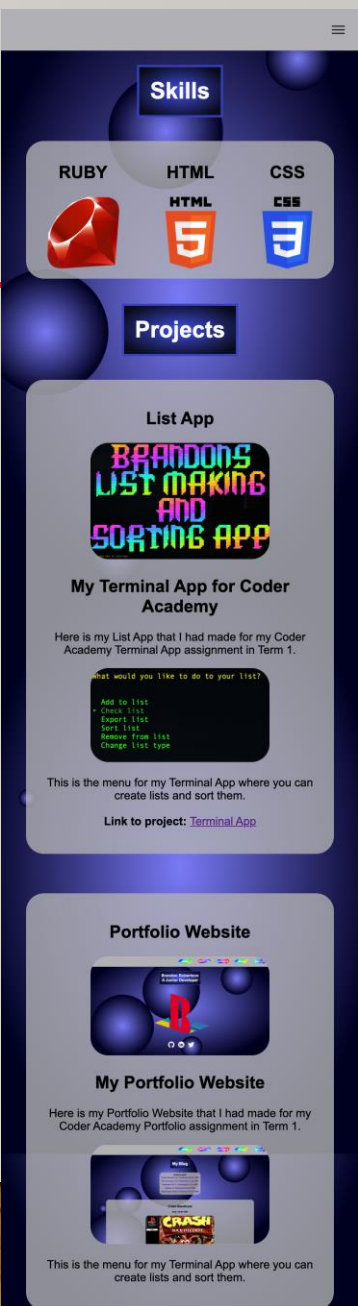 Skills
RUBY HTML CSS
HTML CSS
5 3
Projects
List App
BRANDONS
LIST MAKING
AND
SORTING APP
My Terminal App for Coder
Academy
Here is my List App that I had made for my Coder
Academy Terminal App assignment in Term 1.
What would you like to do to your list?
Add to list
‣ Check list
Export list
Sort list
Remove from list
Change list type
This is the menu for my Terminal App where you can
create lists and sort them.
Link to project: Terminal App
Portfolio Website
Brandon Robertson
A Junior Developer
My Portfolio Website
Here is my Portfolio Website that I had made for my
Coder Academy Portfolio assignment in Term 1.
My Blog
CRASH
This is the menu for my Terminal App where you can
create lists and sort them.